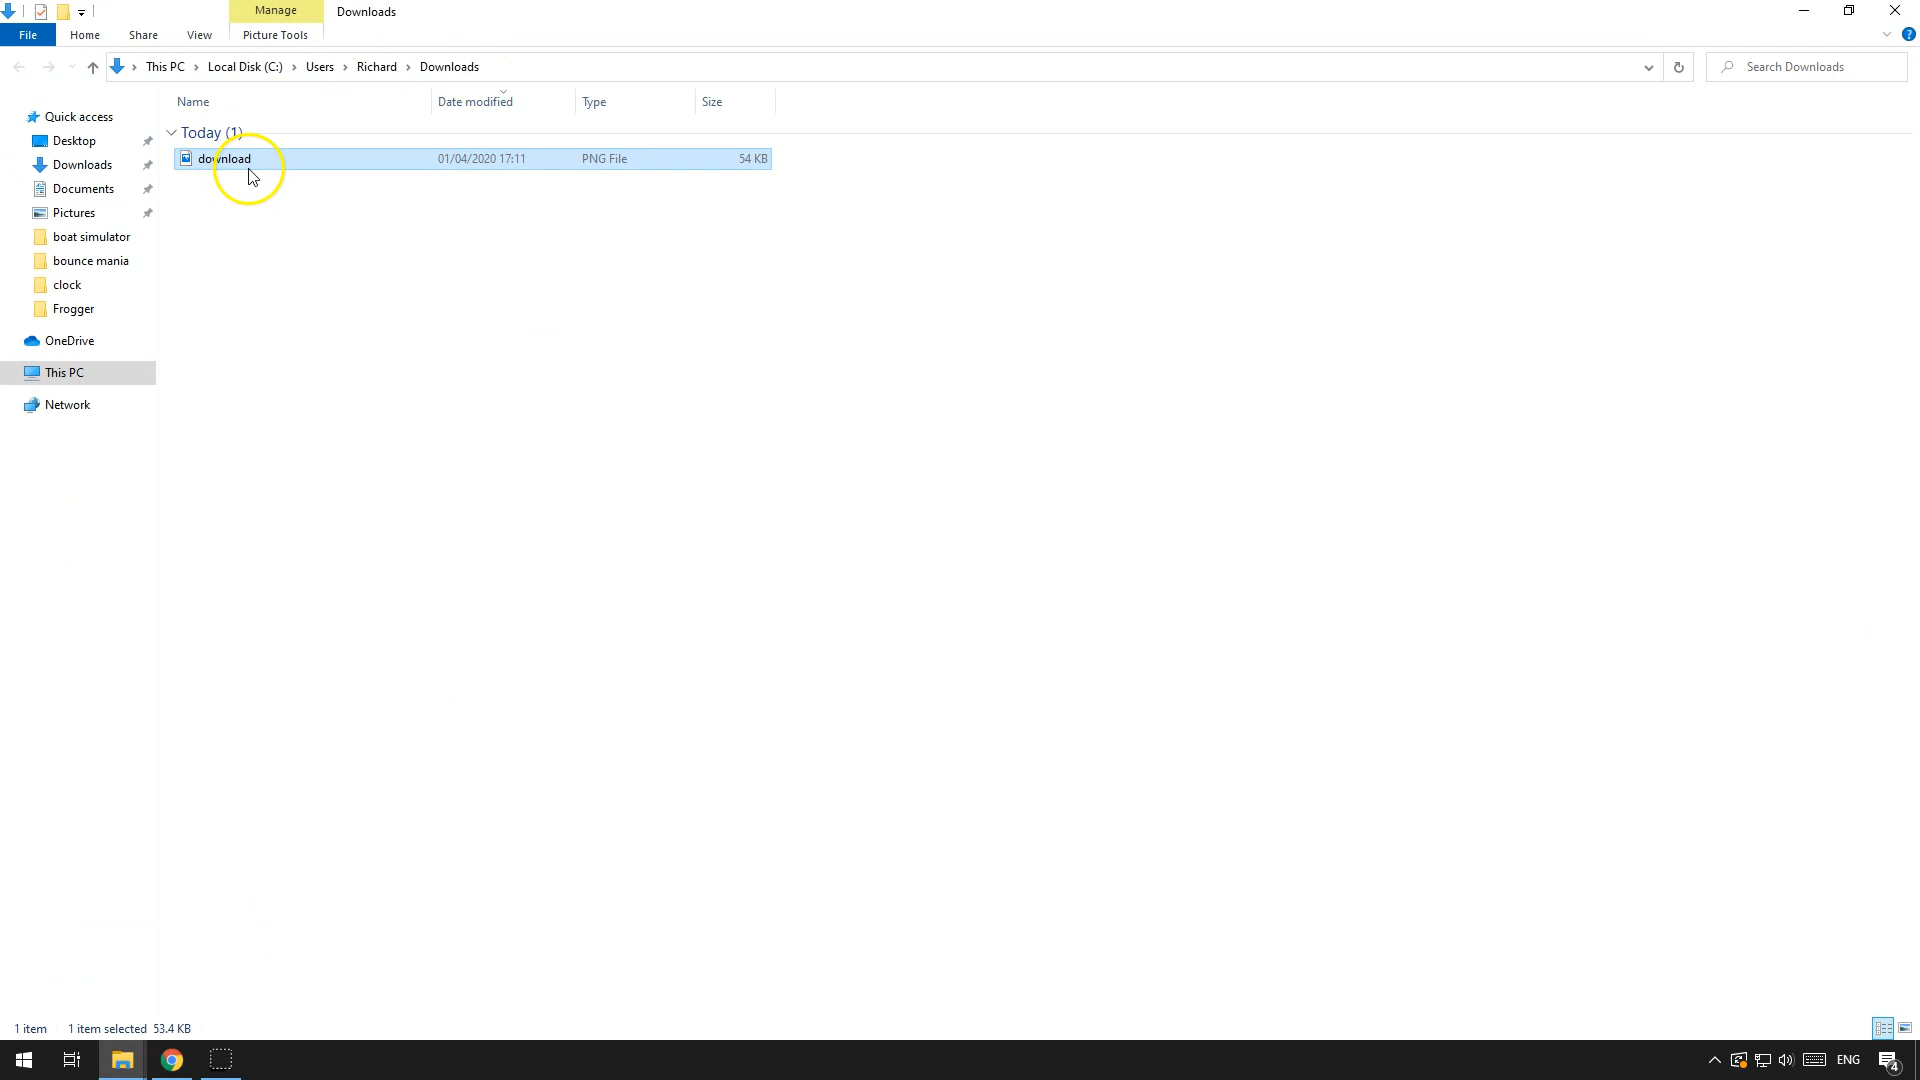 Manage
Downloads
File
Home
Share
View
Picture Tools
This PC
Local Disk (C:)
Users
Richard
Downloads
Search Downloads
Name
Date modified
Type
Size
Quick access
Desktop
Downloads
Documents
Pictures
boat simulator
bounce mania
clock
Frogger
OneDrive
This PC
Network
Today (1)
download
01/04/2020 17:11
PNG File
54 KB
1 item
1 item selected 53.4 KB
ENG
4